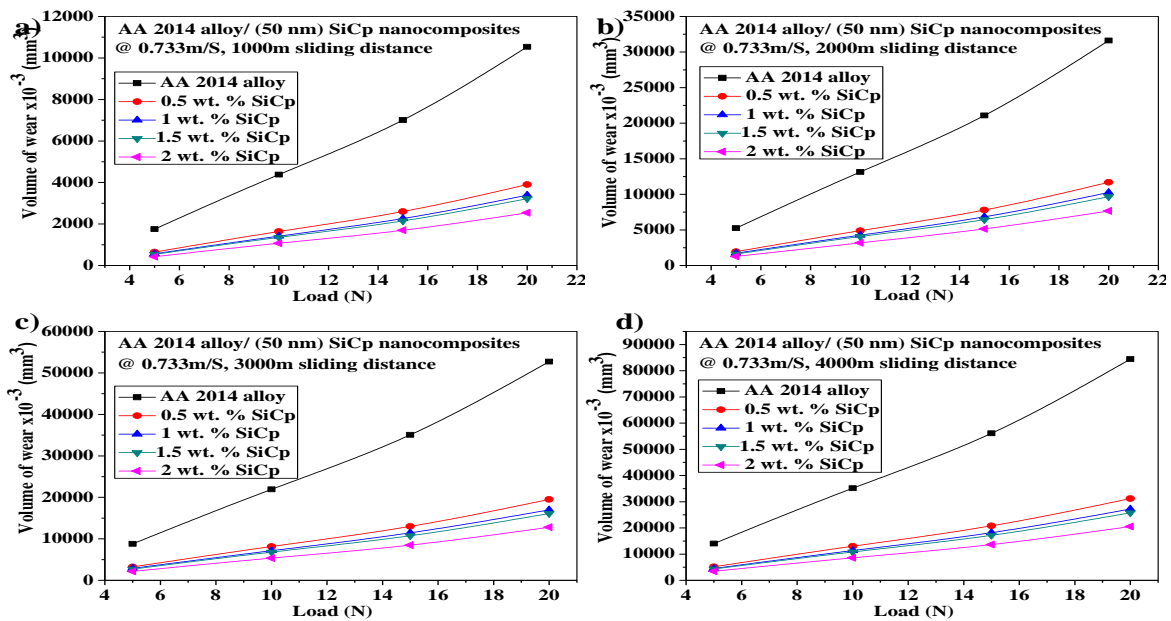 a)
AA 2014 alloy/ (50 nm) SiCp nanocomposites
@ 0.733m/S, 1000m sliding distance
AA 2014 alloy
0.5 wt. % SiCp
1 wt. % SiCp
1.5 wt. % SiCp
2 wt. % SiCp
Volume of wear x10⁻³ (mm³)
12000
10000
8000
6000
4000
2000
0
4 6 8 10 12 14 16 18 20 22
Load (N)
b)
AA 2014 alloy/ (50 nm) SiCp nanocomposites
@ 0.733m/S, 2000m sliding distance
AA 2014 alloy
0.5 wt. % SiCp
1 wt. % SiCp
1.5 wt. % SiCp
2 wt. % SiCp
Volume of wear x10⁻³ (mm³)
35000
30000
25000
20000
15000
10000
5000
0
4 6 8 10 12 14 16 18 20 22
Load (N)
c)
AA 2014 alloy/ (50 nm) SiCp nanocomposites
@ 0.733m/S, 3000m sliding distance
AA 2014 alloy
0.5 wt. % SiCp
1 wt. % SiCp
1.5 wt. % SiCp
2 wt. % SiCp
Volume of wear x10⁻³ (mm³)
60000
50000
40000
30000
20000
10000
0
4 6 8 10 12 14 16 18 20
Load (N)
d)
AA 2014 alloy/ (50 nm) SiCp nanocomposites
@ 0.733m/S, 4000m sliding distance
AA 2014 alloy
0.5 wt. % SiCp
1 wt. % SiCp
1.5 wt. % SiCp
2 wt. % SiCp
Volume of wear x10⁻³ (mm³)
90000
80000
70000
60000
50000
40000
30000
20000
10000
0
4 6 8 10 12 14 16 18 20
Load (N)